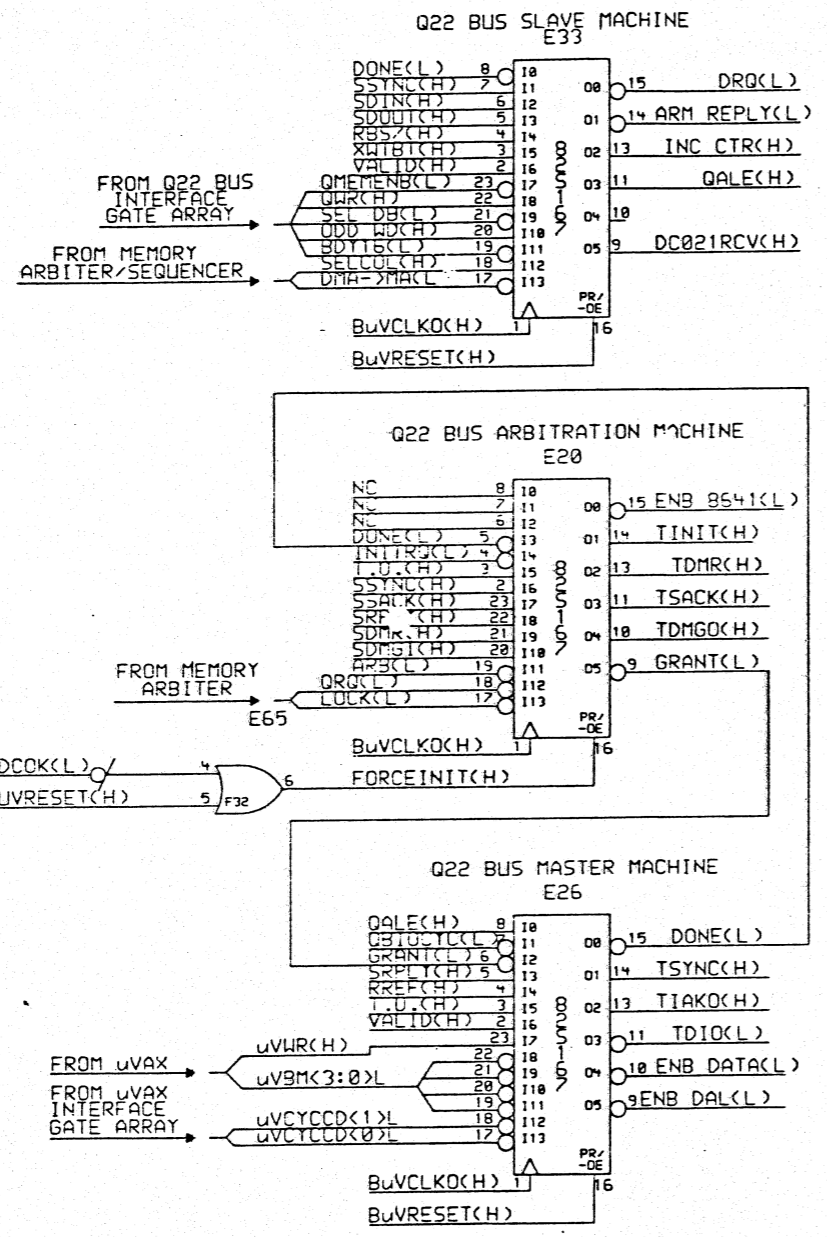 Q22 BUS SLAVE MACHINE
E33
DONE(L) 8 I0
SSYNC(H) 7 I1
SDIN(H) 6 I2
SDOUT(H) 5 I3
RBS7(H) 4 I4
XWTBT(H) 3 I5
VALID(H) 2 I6
QMEMENB(L) 23 I7
QWR(H) 22 I8
SEL DB(L) 21 I9
ODD WD(H) 20 I10
19 I11
SELCOL(H) 18 I12
DMA->MA(L 17 I13
FROM Q22 BUS
INTERFACE
GATE ARRAY
FROM MEMORY
ARBITER/SEQUENCER
82S167
O0 15 DRQ(L)
O1 14 ARM REPLY(L)
O2 13 INC CTR(H)
O3 11 QALE(H)
O4 10
O5 9 DC021RCV(H)
PR/
-OE
BuVCLKO(H) 1 16
BuVRESET(H)
Q22 BUS ARBITRATION MACHINE
E20
NC 8 I0
NC 7 I1
NC 6 I2
DONE(L) 5 I3
INITRQ(L) 4 I4
T.O.(H) 3 I5
SSYNC(H) 2 I6
SSACK(H) 23 I7
22 I8
SDMR(H) 21 I9
SDMGI(H) 20 I10
ARB(L) 19 I11
QRQ(L) 18 I12
LOCK(L) 17 I13
FROM MEMORY
ARBITER
E65
82S167
O0 15 ENB 8641(L)
O1 14 TINIT(H)
O2 13 TDMR(H)
O3 11 TSACK(H)
O4 10 TDMGO(H)
O5 9 GRANT(L)
PR/
-OE
BuVCLKO(H) 1 16
DCOK(L) 4
UVRESET(H) 5
F32
6 FORCEINIT(H)
Q22 BUS MASTER MACHINE
E26
QALE(H) 8 I0
QBIOCYC(L) 7 I1
GRANT(L) 6 I2
SRPLY(H) 5 I3
RREF(H) 4 I4
T.O.(H) 3 I5
VALID(H) 2 I6
uVWR(H) 23 I7
22 I8
uVBM<3:0>L 21 I9
20 I10
19 I11
uVCYCCD<1>L 18 I12
uVCYCCD<0>L 17 I13
FROM uVAX
FROM uVAX
INTERFACE
GATE ARRAY
82S167
O0 15 DONE(L)
O1 14 TSYNC(H)
O2 13 TIAKO(H)
O3 11 TDIO(L)
O4 10 ENB DATA(L)
O5 9 ENB DAL(L)
PR/
-OE
BuVCLKO(H) 1 16
BuVRESET(H)